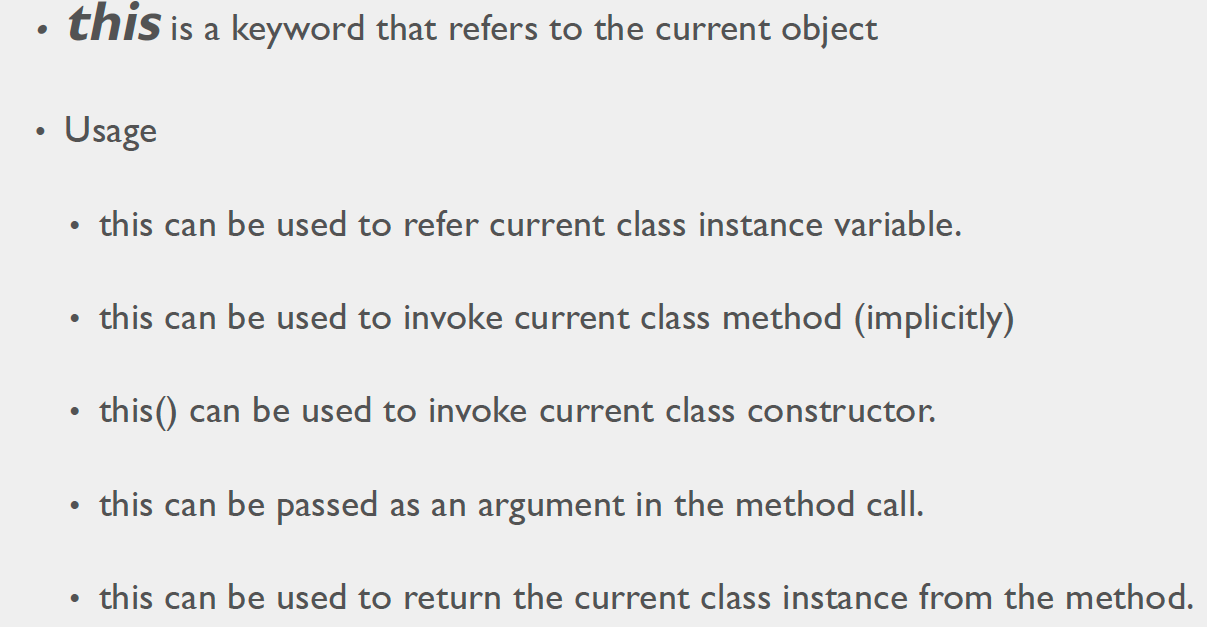 • this is a keyword that refers to the current object
• Usage
• this can be used to refer current class instance variable.
• this can be used to invoke current class method (implicitly)
• this() can be used to invoke current class constructor.
• this can be passed as an argument in the method call.
• this can be used to return the current class instance from the method.